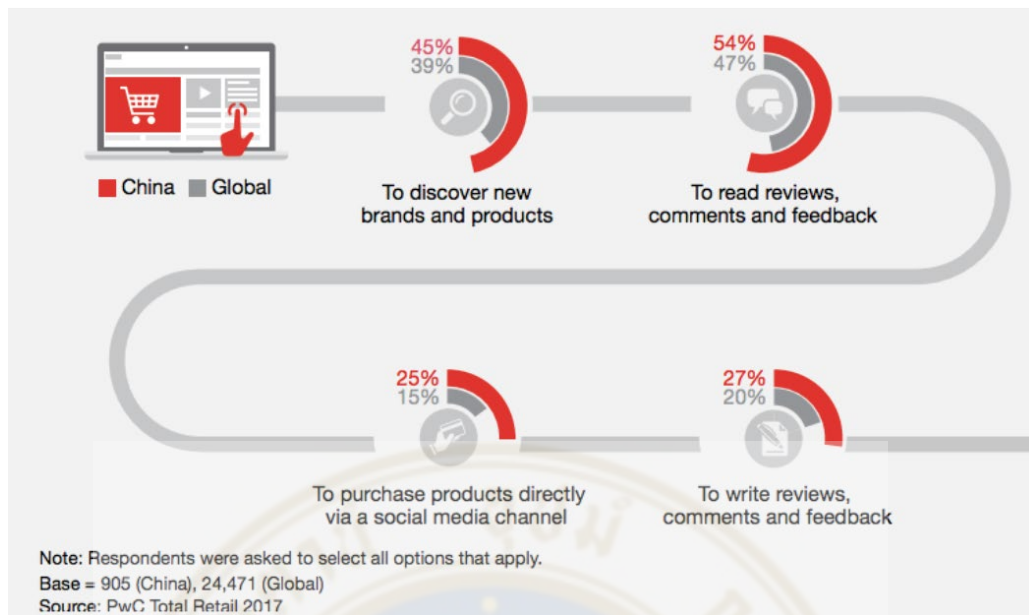 45%
39%
54%
47%
China Global
To discover new
brands and products
To read reviews,
comments and feedback
25%
15%
27%
20%
To purchase products directly
via a social media channel
To write reviews,
comments and feedback
Note: Respondents were asked to select all options that apply.
Base = 905 (China), 24,471 (Global)
Source: PwC Total Retail 2017